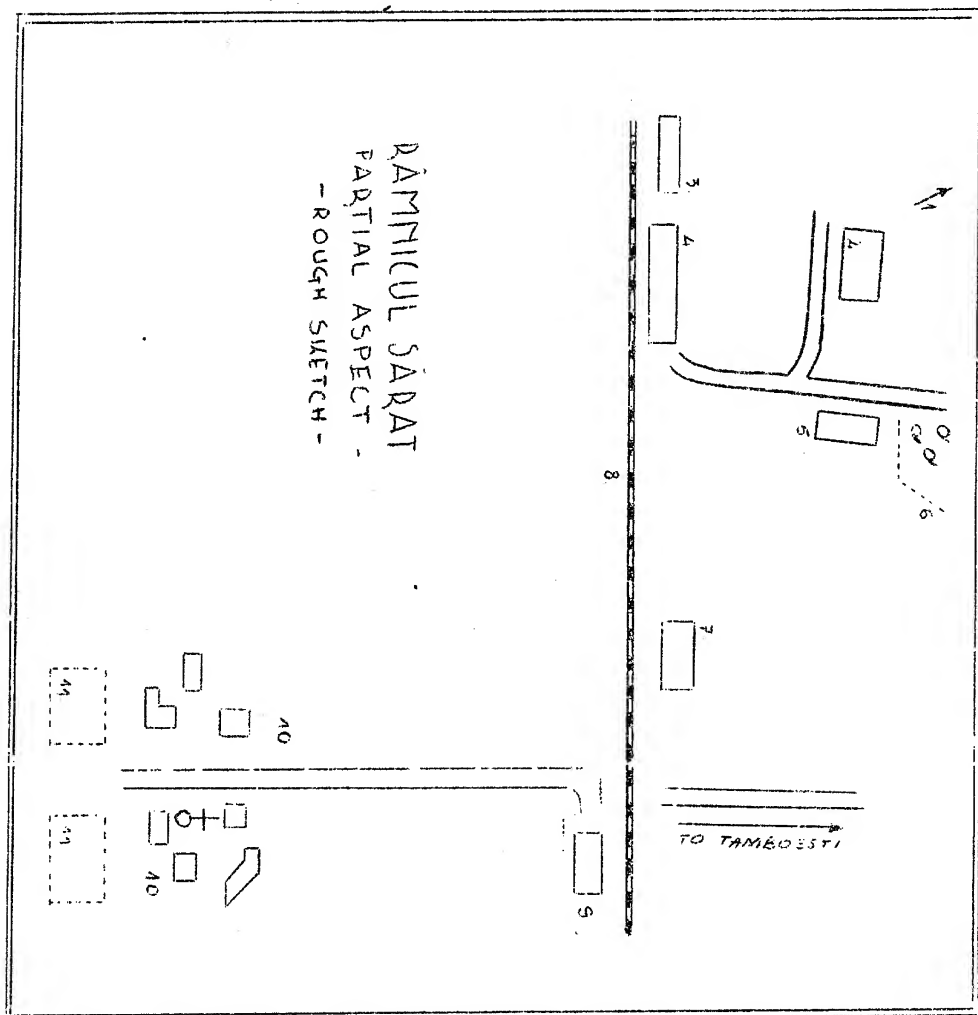 RÂMNICUL SĂRAT
PARTIAL ASPECT -
- ROUGH SKETCH -
3
4
5
6
7
8
TO TAMBOESTI
9
10
10
11
11